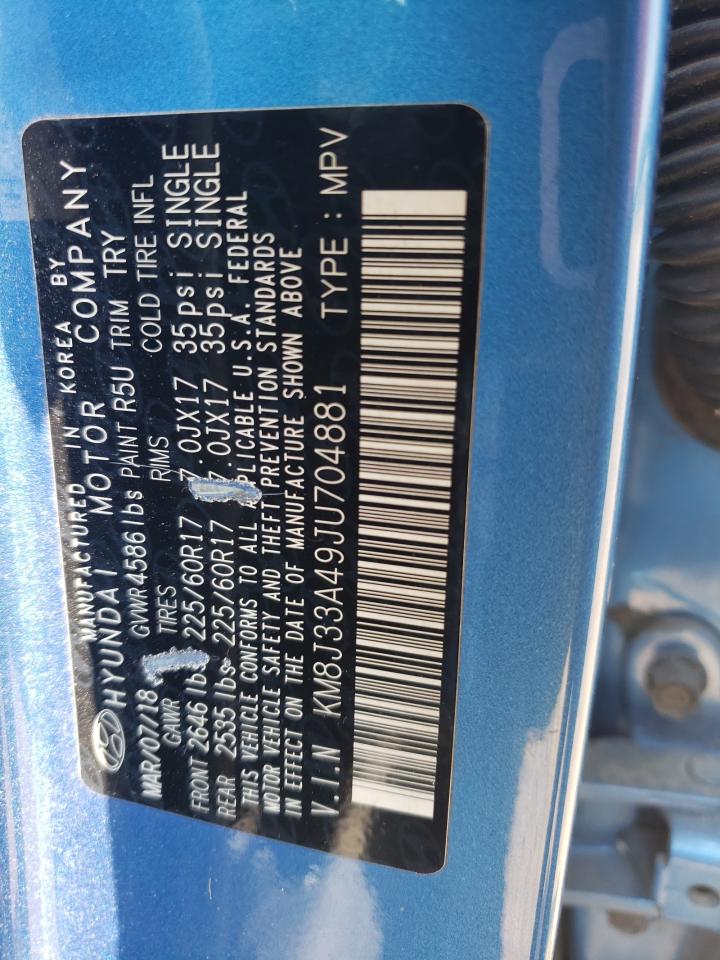 MANUFACTURED IN KOREA BY
HYUNDAI MOTOR COMPANY
MAR/07/18 GVWR4586lbs PAINT R5U TRIM TRY
GAWR TIRES RIMS COLD TIRE INFL
FRONT 2646 lbs 225/60R17 7.0JX17 35psi SINGLE
REAR 2535 lbs 225/60R17 7.0JX17 35psi SINGLE
THIS VEHICLE CONFORMS TO ALL APPLICABLE U.S.A. FEDERAL
MOTOR VEHICLE SAFETY AND THEFT PREVENTION STANDARDS
IN EFFECT ON THE DATE OF MANUFACTURE SHOWN ABOVE
V.I.N KM8J33A49JU704881 TYPE : MPV